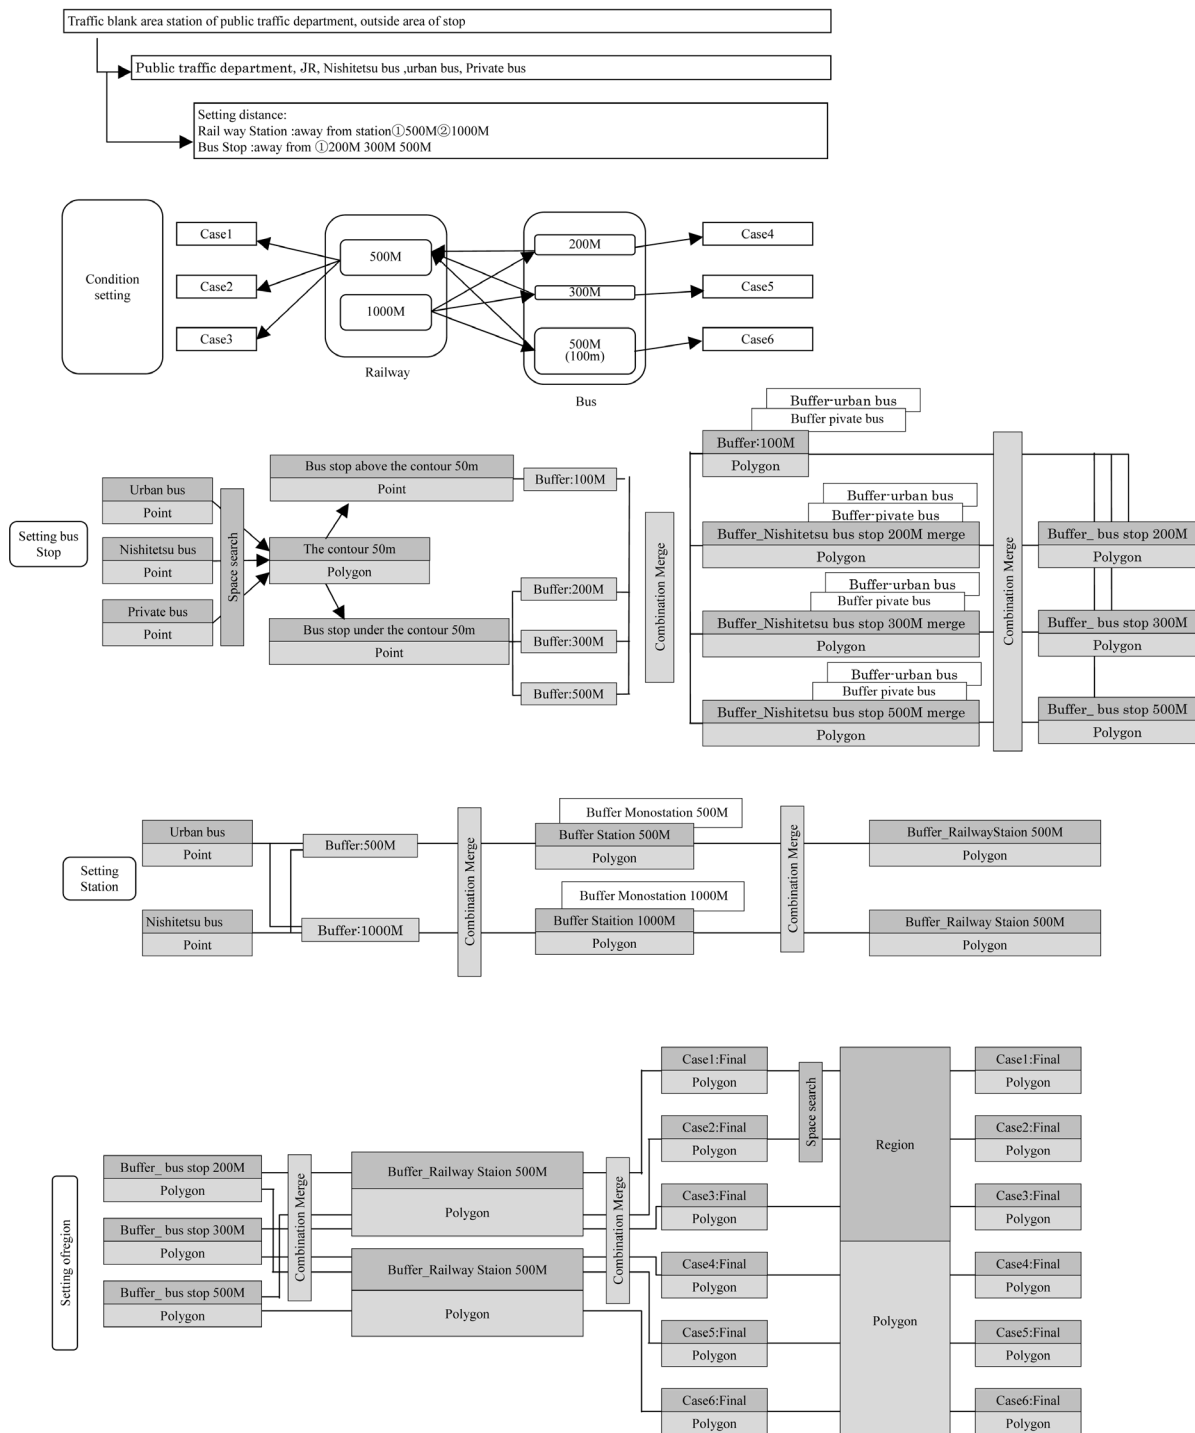 Traffic blank area station of public traffic department, outside area of stop
Public traffic department, JR, Nishitetsu bus ,urban bus, Private bus
Setting distance:
Rail way Station :away from station①500M②1000M
Bus Stop :away from ①200M 300M 500M
Condition
setting
Case1
Case2
Case3
500M
1000M
Railway
200M
300M
500M
(100m)
Bus
Case4
Case5
Case6
Setting bus
Stop
Urban bus
Point
Nishitetsu bus
Point
Private bus
Point
Space search
Bus stop above the contour 50m
Point
The contour 50m
Polygon
Bus stop under the contour 50m
Point
Buffer:100M
Buffer:200M
Buffer:300M
Buffer:500M
Combination Merge
Buffer-urban bus
Buffer pivate bus
Buffer:100M
Polygon
Buffer-urban bus
Buffer-pivate bus
Buffer_Nishitetsu bus stop 200M merge
Polygon
Buffer-urban bus
Buffer pivate bus
Buffer_Nishitetsu bus stop 300M merge
Polygon
Buffer-urban bus
Buffer pivate bus
Buffer_Nishitetsu bus stop 500M merge
Polygon
Combination Merge
Buffer_ bus stop 200M
Polygon
Buffer_ bus stop 300M
Polygon
Buffer_ bus stop 500M
Polygon
Setting
Station
Urban bus
Point
Nishitetsu bus
Point
Buffer:500M
Buffer:1000M
Combination Merge
Buffer Monostation 500M
Buffer Station 500M
Polygon
Buffer Monostation 1000M
Buffer Staition 1000M
Polygon
Combination Merge
Buffer_RailwayStaion 500M
Polygon
Buffer_Railway Staion 500M
Polygon
Setting ofregion
Buffer_ bus stop 200M
Polygon
Buffer_ bus stop 300M
Polygon
Buffer_ bus stop 500M
Polygon
Combination Merge
Buffer_Railway Staion 500M
Polygon
Buffer_Railway Staion 500M
Polygon
Combination Merge
Case1:Final
Polygon
Case2:Final
Polygon
Case3:Final
Polygon
Case4:Final
Polygon
Case5:Final
Polygon
Case6:Final
Polygon
Space search
Region
Polygon
Case1:Final
Polygon
Case2:Final
Polygon
Case3:Final
Polygon
Case4:Final
Polygon
Case5:Final
Polygon
Case6:Final
Polygon